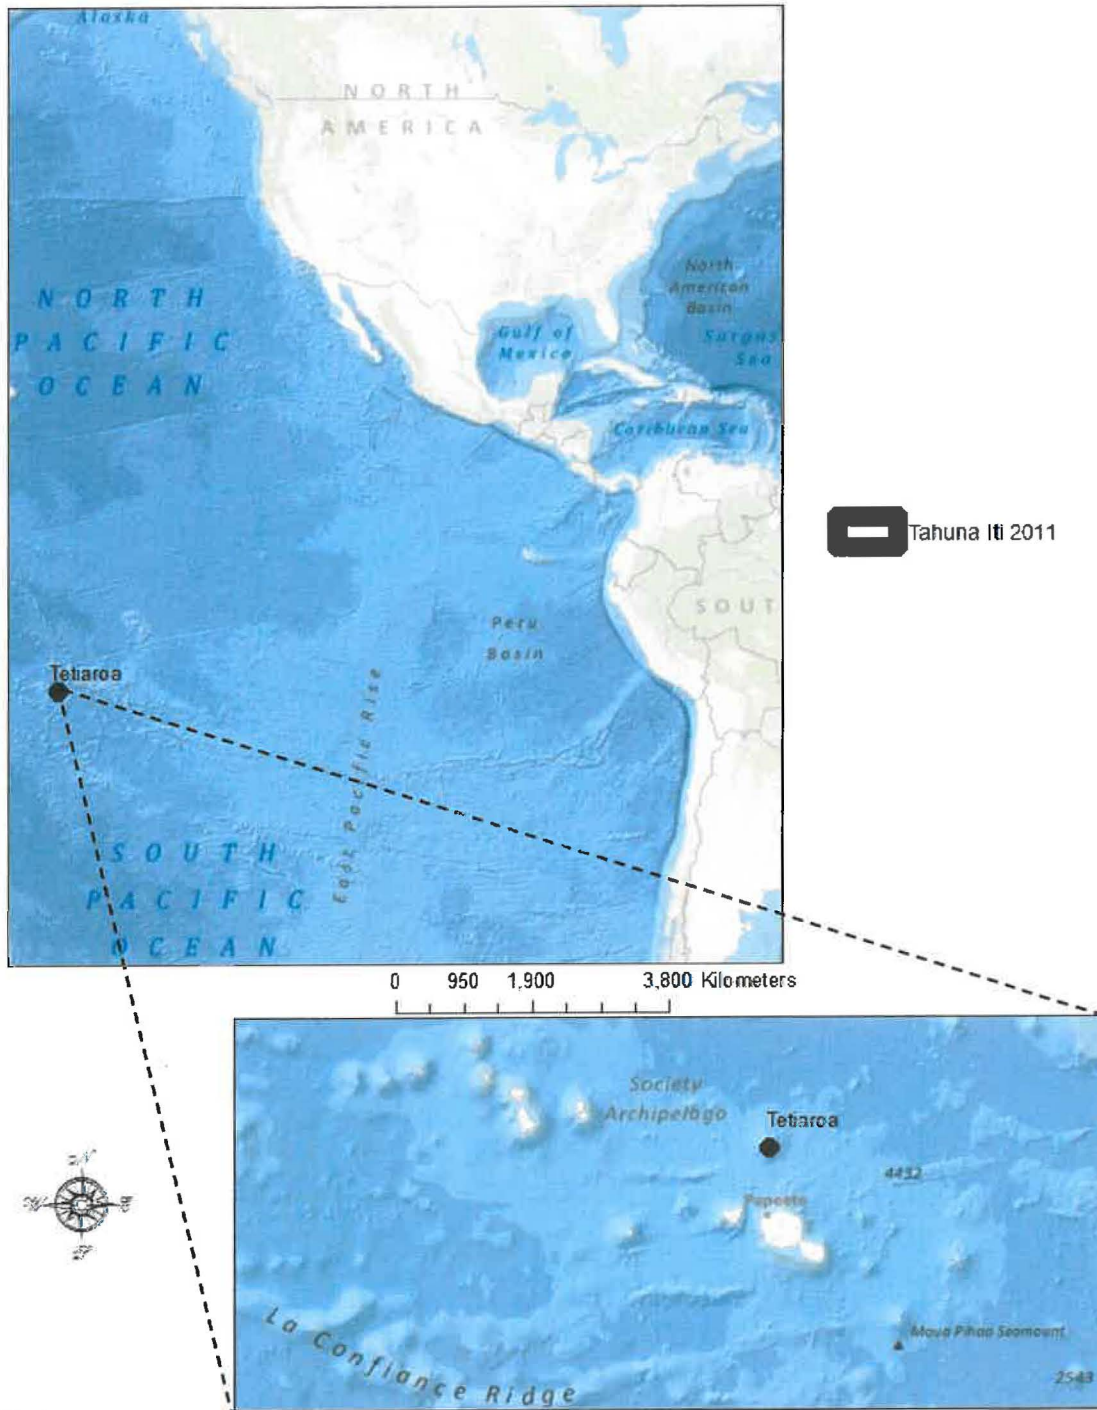 Alaska
NORTH
AMERICA
North
American
Basin
NORTH
PACIFIC
OCEAN
Gulf of
Mexico
Sea
Caribbean Sea
Tahuna Iti 2011
SOUT
Peru
Basin
Tetiaroa
East Pacific Rise
SOUTH
PACIFIC
OCEAN
0 950 1,900 3,800 Kilometers
Society
Archipelago
Tetiaroa
4432
Papeete
La Confiance Ridge
Moua Pihaa Seamount
2543